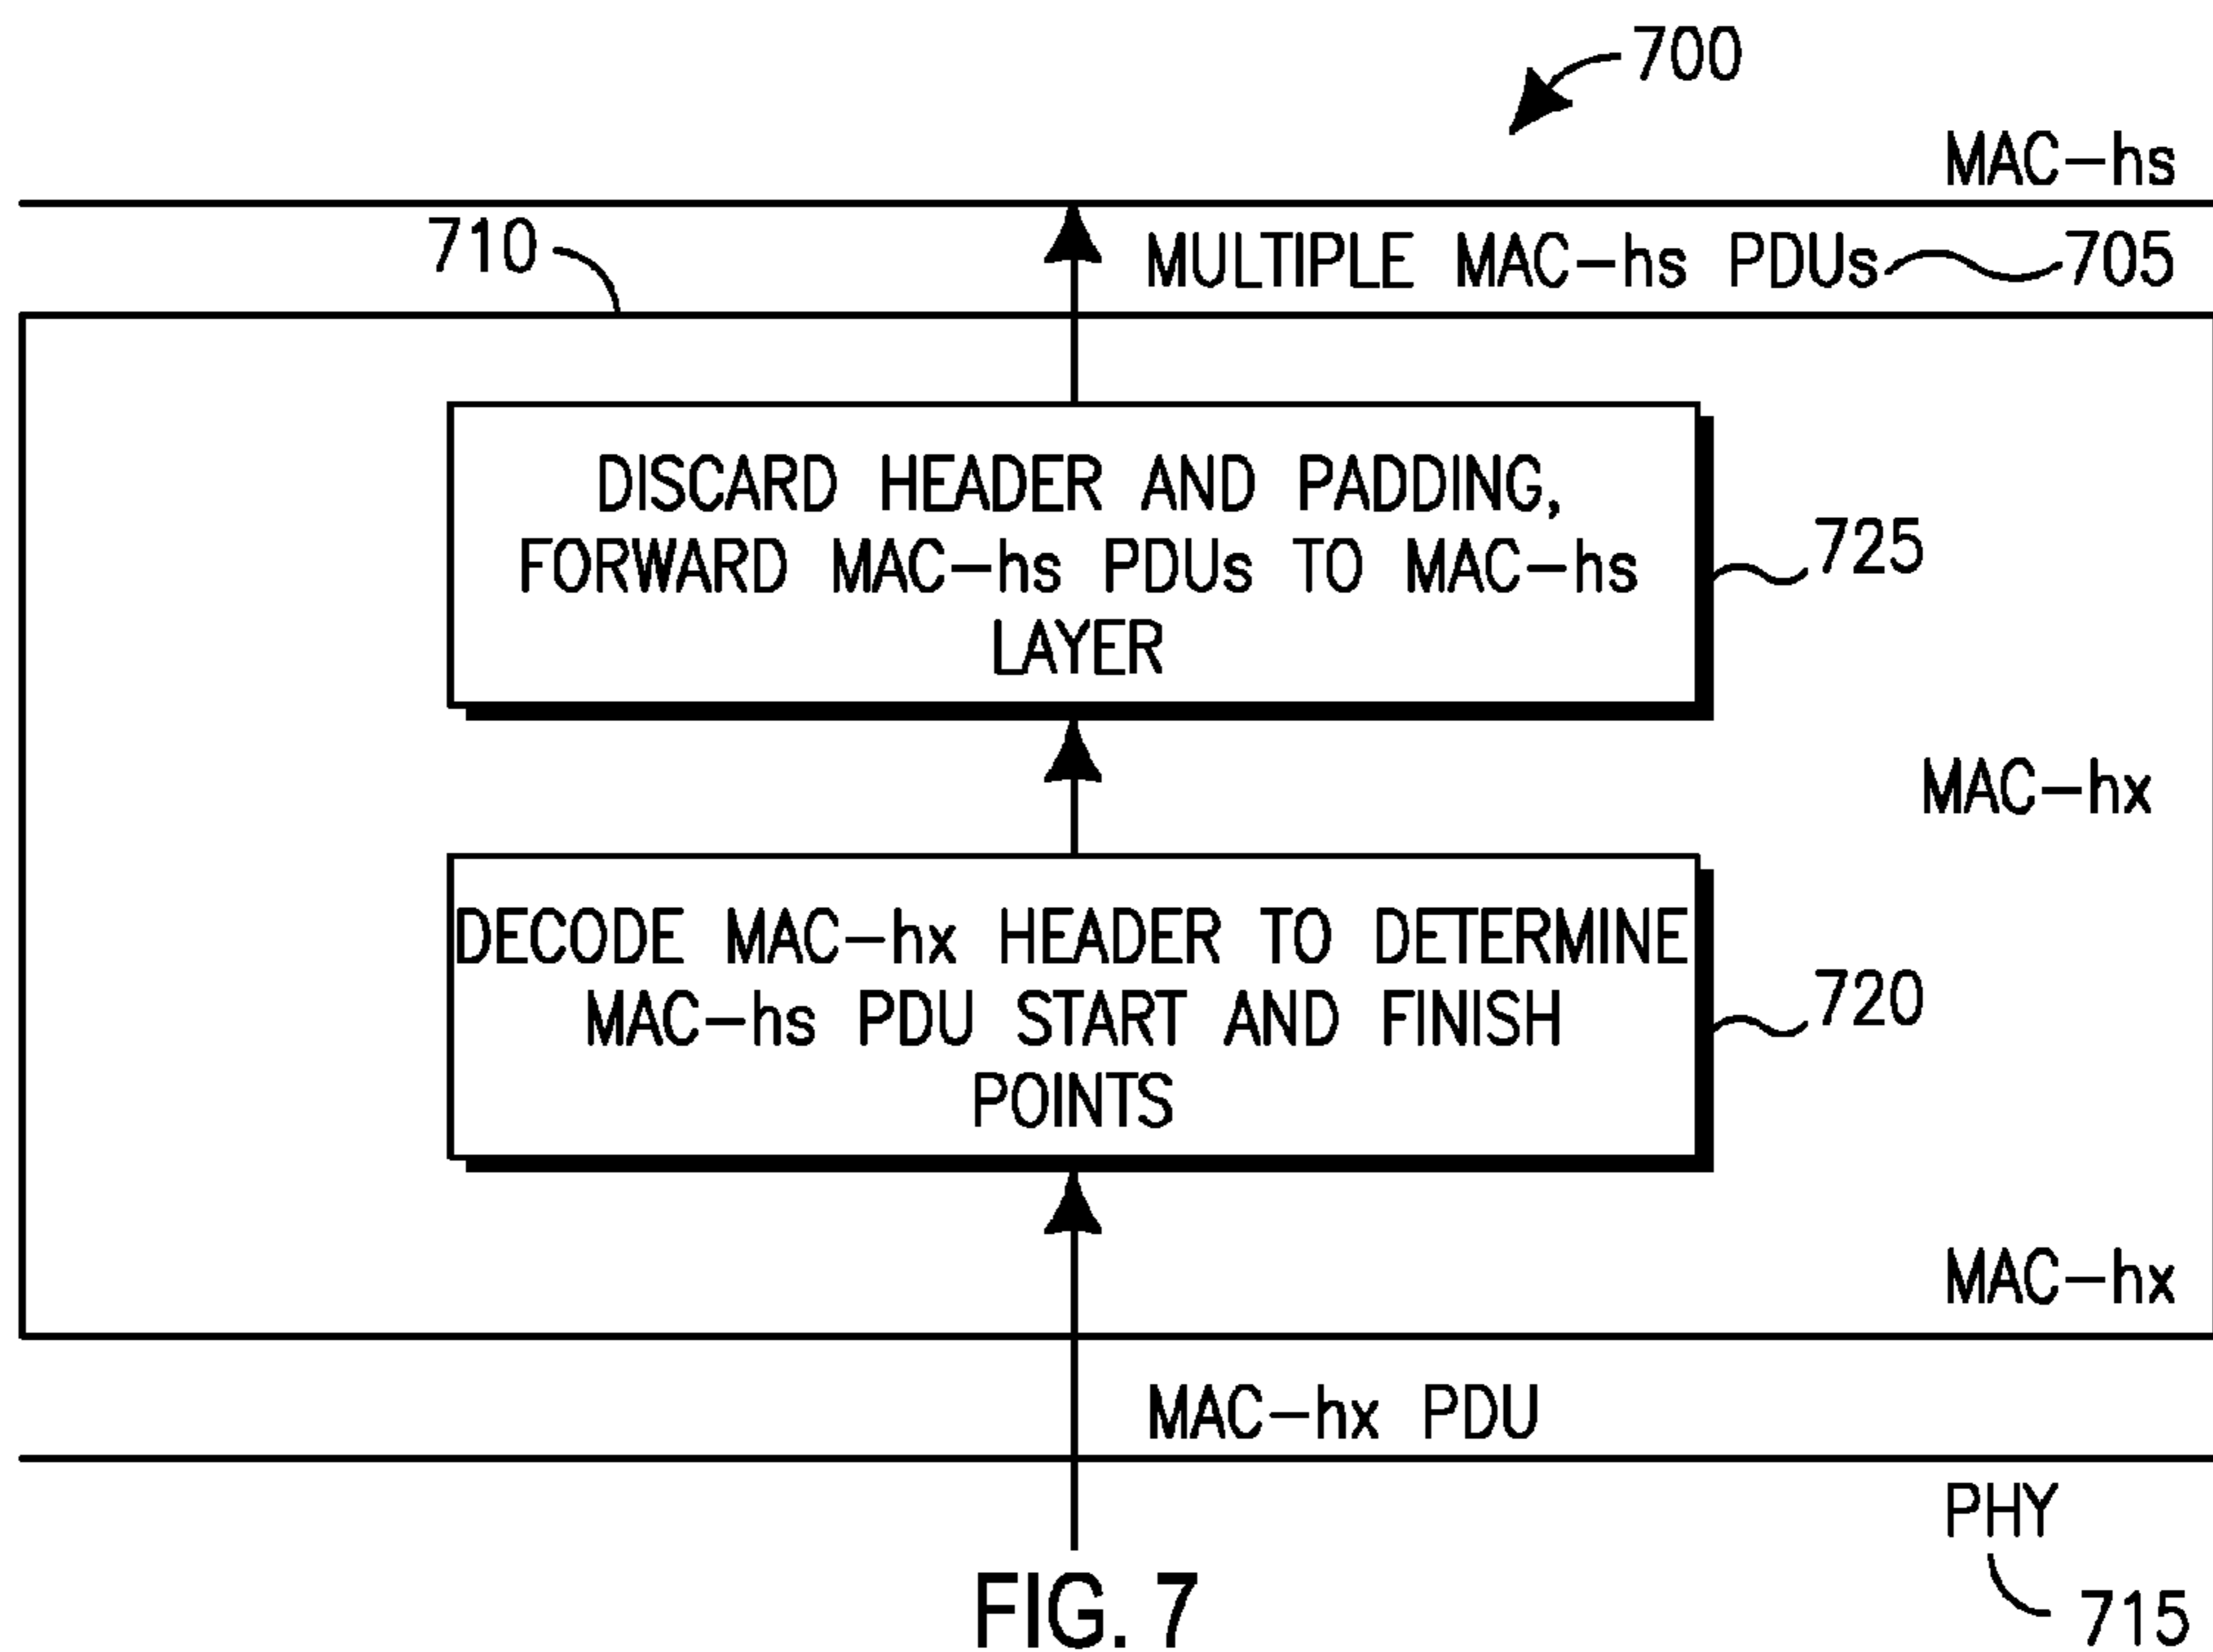 700
MAC-hs
710
MULTIPLE MAC-hs PDUs 705
DISCARD HEADER AND PADDING,
FORWARD MAC-hs PDUs TO MAC-hs
LAYER
725
MAC-hx
DECODE MAC-hx HEADER TO DETERMINE
MAC-hs PDU START AND FINISH
POINTS
720
MAC-hx
MAC-hx PDU
PHY
715
FIG. 7